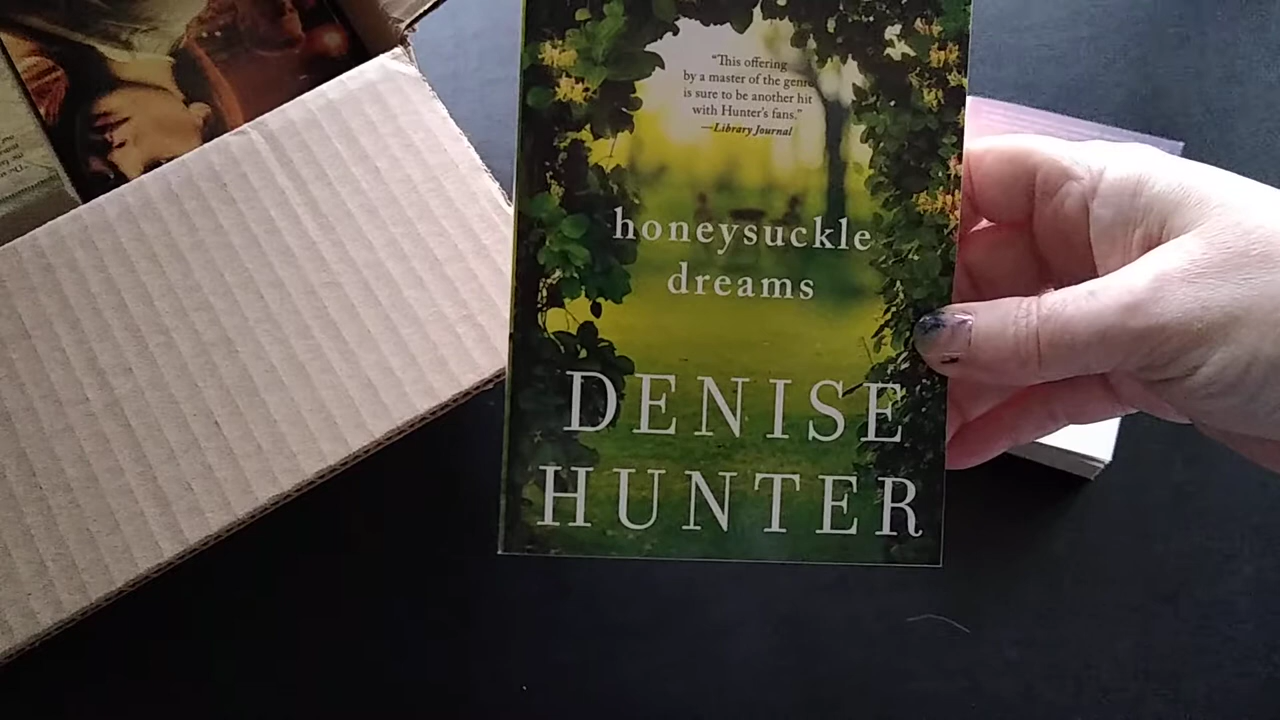 “This offering
by a master of the genre
is sure to be another hit
with Hunter’s fans.”
—Library Journal
honeysuckle
dreams
DENISE
HUNTER